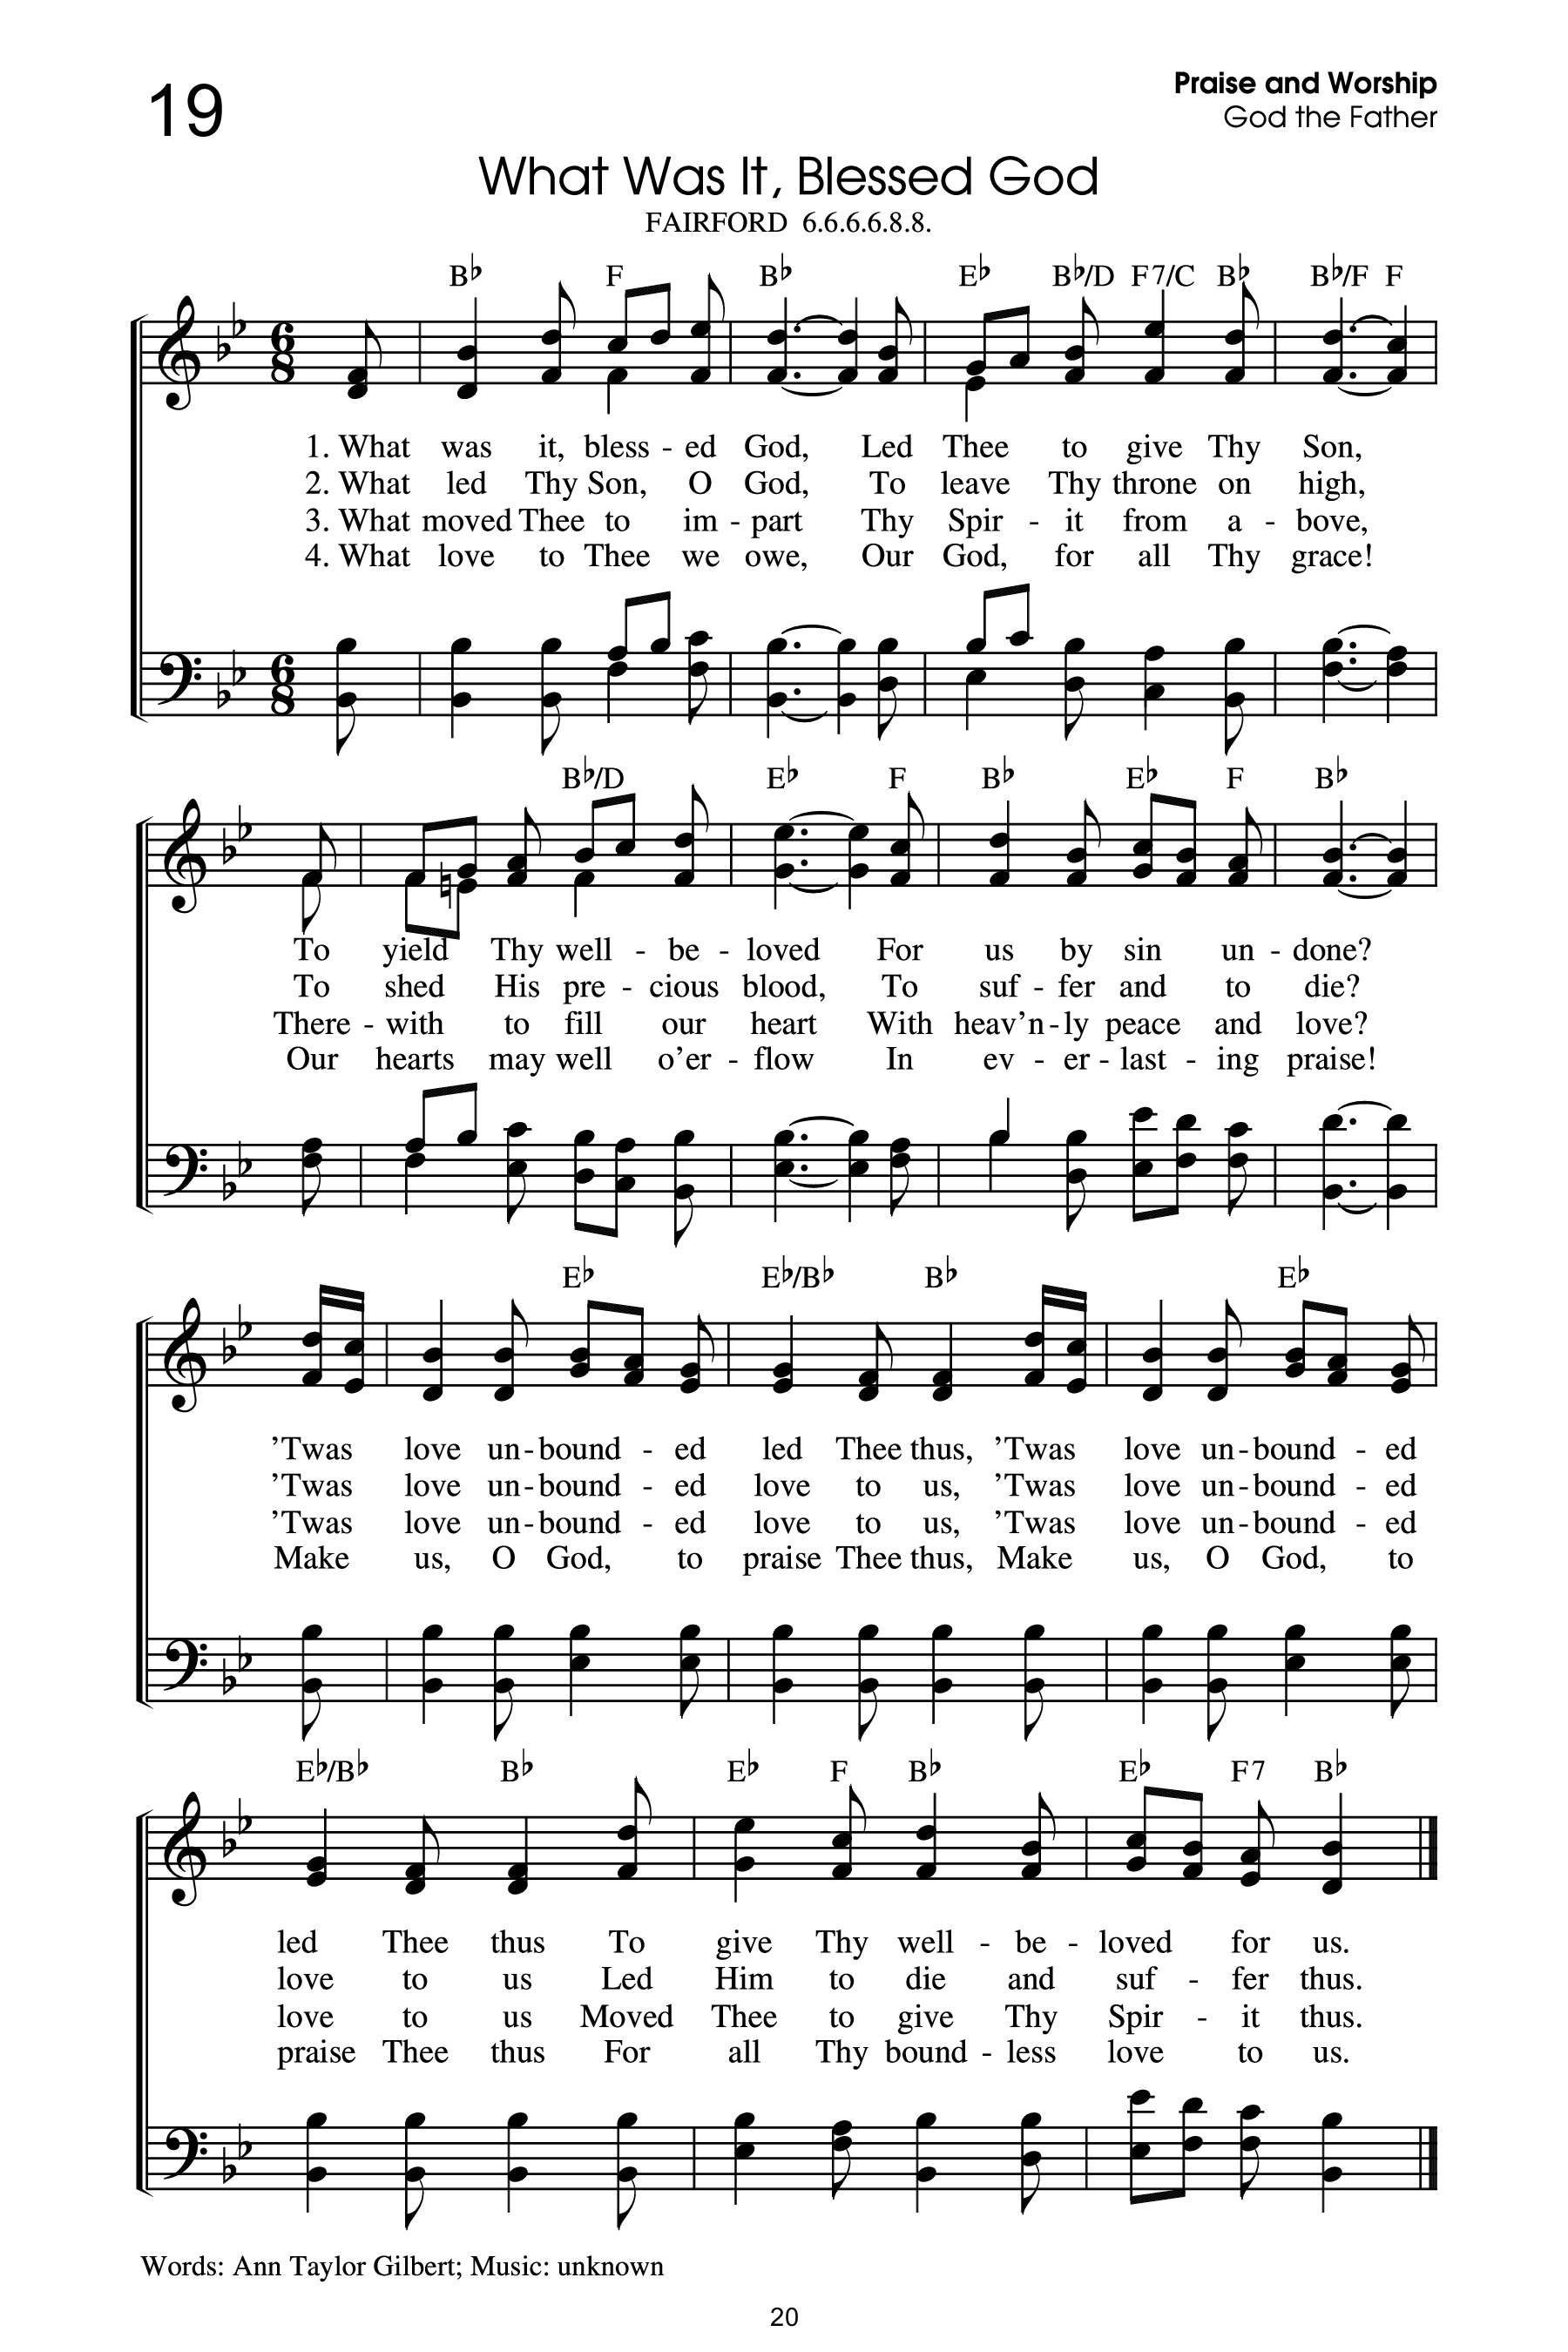 19
Praise and Worship
God the Father
What Was It, Blessed God
FAIRFORD 6.6.6.6.8.8.
B♭ F B♭ E♭ B♭/D F7/C B♭ B♭/F F
1. What was it, bless - ed God, Led Thee to give Thy Son,
2. What led Thy Son, O God, To leave Thy throne on high,
3. What moved Thee to im - part Thy Spir - it from a - bove,
4. What love to Thee we owe, Our God, for all Thy grace!
B♭/D E♭ F B♭ E♭ F B♭
To yield Thy well - be - loved For us by sin un - done?
To shed His pre - cious blood, To suf - fer and to die?
There - with to fill our heart With heav’n - ly peace and love?
Our hearts may well o’er - flow In ev - er - last - ing praise!
E♭ E♭/B♭ B♭ E♭
’Twas love un - bound - ed led Thee thus, ’Twas love un - bound - ed
’Twas love un - bound - ed love to us, ’Twas love un - bound - ed
’Twas love un - bound - ed love to us, ’Twas love un - bound - ed
Make us, O God, to praise Thee thus, Make us, O God, to
E♭/B♭ B♭ E♭ F B♭ E♭ F7 B♭
led Thee thus To give Thy well - be - loved for us.
love to us Led Him to die and suf - fer thus.
love to us Moved Thee to give Thy Spir - it thus.
praise Thee thus For all Thy bound - less love to us.
Words: Ann Taylor Gilbert; Music: unknown
20